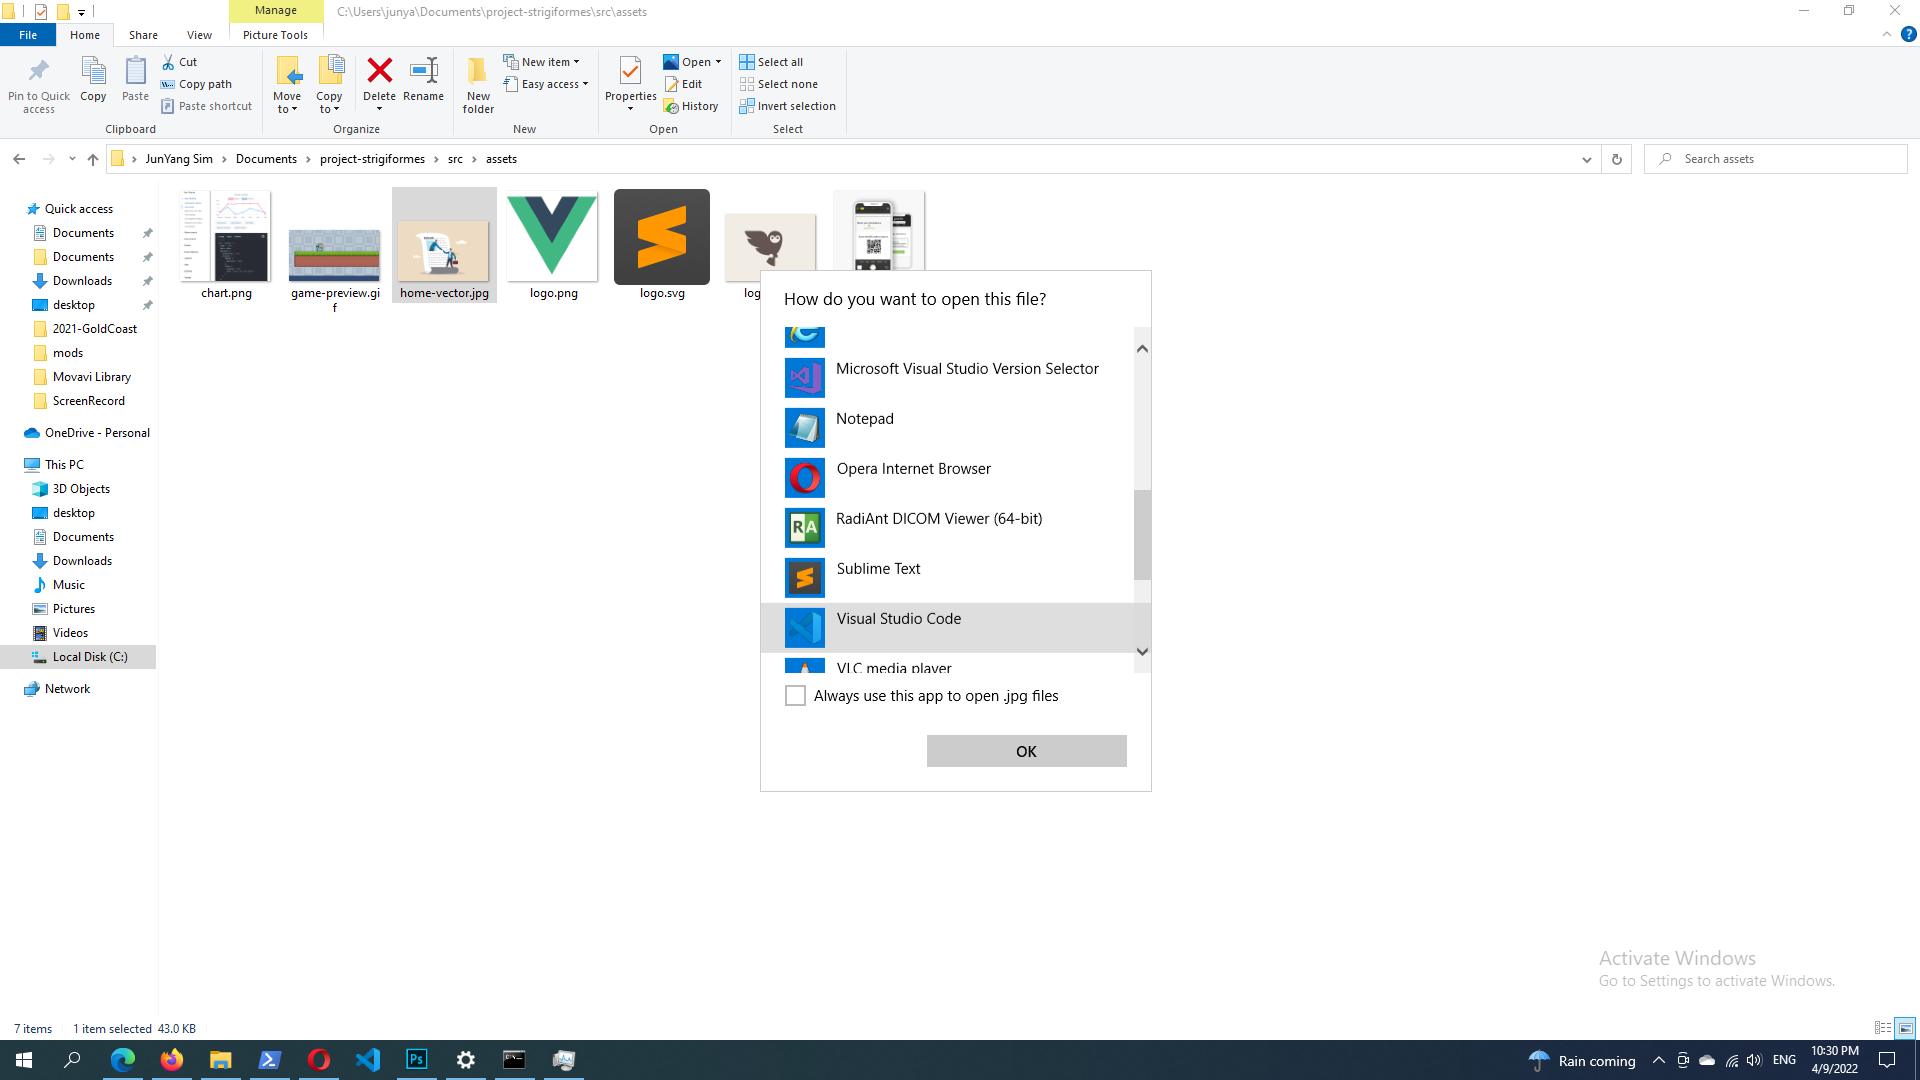 Manage
C:\Users\junya\Documents\project-strigiformes\src\assets
File
Home
Share
View
Picture Tools
Pin to Quick
access
Copy
Paste
Cut
Copy path
Paste shortcut
Clipboard
Move
to
Copy
to
Delete
Rename
Organize
New
folder
New item
Easy access
New
Properties
Open
Edit
History
Open
Select all
Select none
Invert selection
Select
JunYang Sim
Documents
project-strigiformes
src
assets
Search assets
Quick access
Documents
Documents
Downloads
desktop
2021-GoldCoast
mods
Movavi Library
ScreenRecord
OneDrive - Personal
This PC
3D Objects
desktop
Documents
Downloads
Music
Pictures
Videos
Local Disk (C:)
Network
chart.png
game-preview.gi
f
home-vector.jpg
logo.png
logo.svg
How do you want to open this file?
Microsoft Visual Studio Version Selector
Notepad
Opera Internet Browser
RA
RadiAnt DICOM Viewer (64-bit)
Sublime Text
Visual Studio Code
VLC media player
Always use this app to open .jpg files
OK
Activate Windows
Go to Settings to activate Windows.
7 items
1 item selected 43.0 KB
Ps
Rain coming
ENG
10:30 PM
4/9/2022